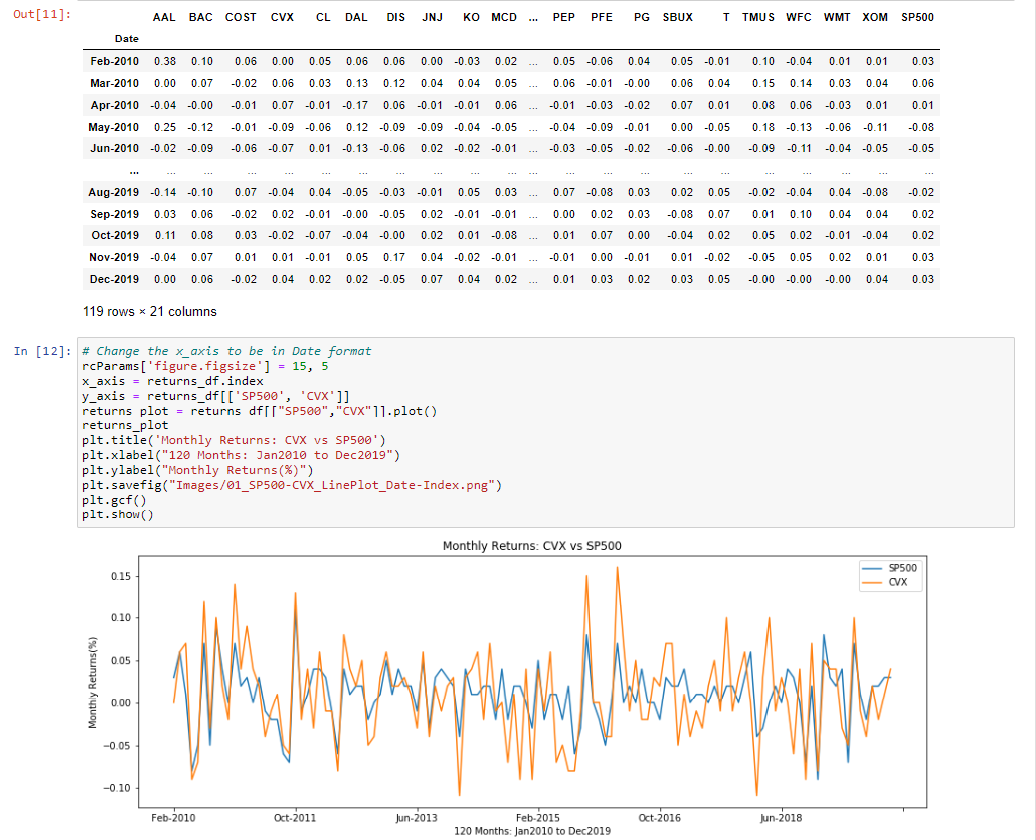 Out[11]:
AAL BAC COST CVX CL DAL DIS JNJ KO MCD ... PEP PFE PG SBUX T TMUS WFC WMT XOM SP500
Date
Feb-2010 0.38 0.10 0.06 0.00 0.05 0.06 0.06 0.00 -0.03 0.02 ... 0.05 -0.06 0.04 0.05 -0.01 0.10 -0.04 0.01 0.01 0.03
Mar-2010 0.00 0.07 -0.02 0.06 0.03 0.13 0.12 0.04 0.04 0.05 ... 0.06 -0.01 -0.00 0.06 0.04 0.15 0.14 0.03 0.04 0.06
Apr-2010 -0.04 -0.00 -0.01 0.07 -0.01 -0.17 0.06 -0.01 -0.01 0.06 ... -0.01 -0.03 -0.02 0.07 0.01 0.08 0.06 -0.03 0.01 0.01
May-2010 0.25 -0.12 -0.01 -0.09 -0.06 0.12 -0.09 -0.09 -0.04 -0.05 ... -0.04 -0.09 -0.01 0.00 -0.05 0.18 -0.13 -0.06 -0.11 -0.08
Jun-2010 -0.02 -0.09 -0.06 -0.07 0.01 -0.13 -0.06 0.02 -0.02 -0.01 ... -0.03 -0.05 -0.02 -0.06 -0.00 -0.09 -0.11 -0.04 -0.05 -0.05
... ... ... ... ... ... ... ... ... ... ... ... ... ... ... ... ... ... ... ... ... ...
Aug-2019 -0.14 -0.10 0.07 -0.04 0.04 -0.05 -0.03 -0.01 0.05 0.03 ... 0.07 -0.08 0.03 0.02 0.05 -0.02 -0.04 0.04 -0.08 -0.02
Sep-2019 0.03 0.06 -0.02 0.02 -0.01 -0.00 -0.05 0.02 -0.01 -0.01 ... 0.00 0.02 0.03 -0.08 0.07 0.01 0.10 0.04 0.04 0.02
Oct-2019 0.11 0.08 0.03 -0.02 -0.07 -0.04 -0.00 0.02 0.01 -0.08 ... 0.01 0.07 0.00 -0.04 0.02 0.05 0.02 -0.01 -0.04 0.02
Nov-2019 -0.04 0.07 0.01 0.01 -0.01 0.05 0.17 0.04 -0.02 -0.01 ... -0.01 0.00 -0.01 0.01 -0.02 -0.05 0.05 0.02 0.01 0.03
Dec-2019 0.00 0.06 -0.02 0.04 0.02 0.02 -0.05 0.07 0.04 0.02 ... 0.01 0.03 0.02 0.03 0.05 -0.00 -0.00 -0.00 0.04 0.03
119 rows × 21 columns
In [12]:
# Change the x_axis to be in Date format
rcParams['figure.figsize'] = 15, 5
x_axis = returns_df.index
y_axis = returns_df[['SP500', 'CVX']]
returns_plot = returns_df[["SP500","CVX"]].plot()
returns_plot
plt.title('Monthly Returns: CVX vs SP500')
plt.xlabel("120 Months: Jan2010 to Dec2019")
plt.ylabel("Monthly Returns(%)")
plt.savefig("Images/01_SP500-CVX_LinePlot_Date-Index.png")
plt.gcf()
plt.show()
Monthly Returns: CVX vs SP500
SP500
CVX
Monthly Returns(%)
0.15
0.10
0.05
0.00
−0.05
−0.10
Feb-2010 Oct-2011 Jun-2013 Feb-2015 Oct-2016 Jun-2018
120 Months: Jan2010 to Dec2019